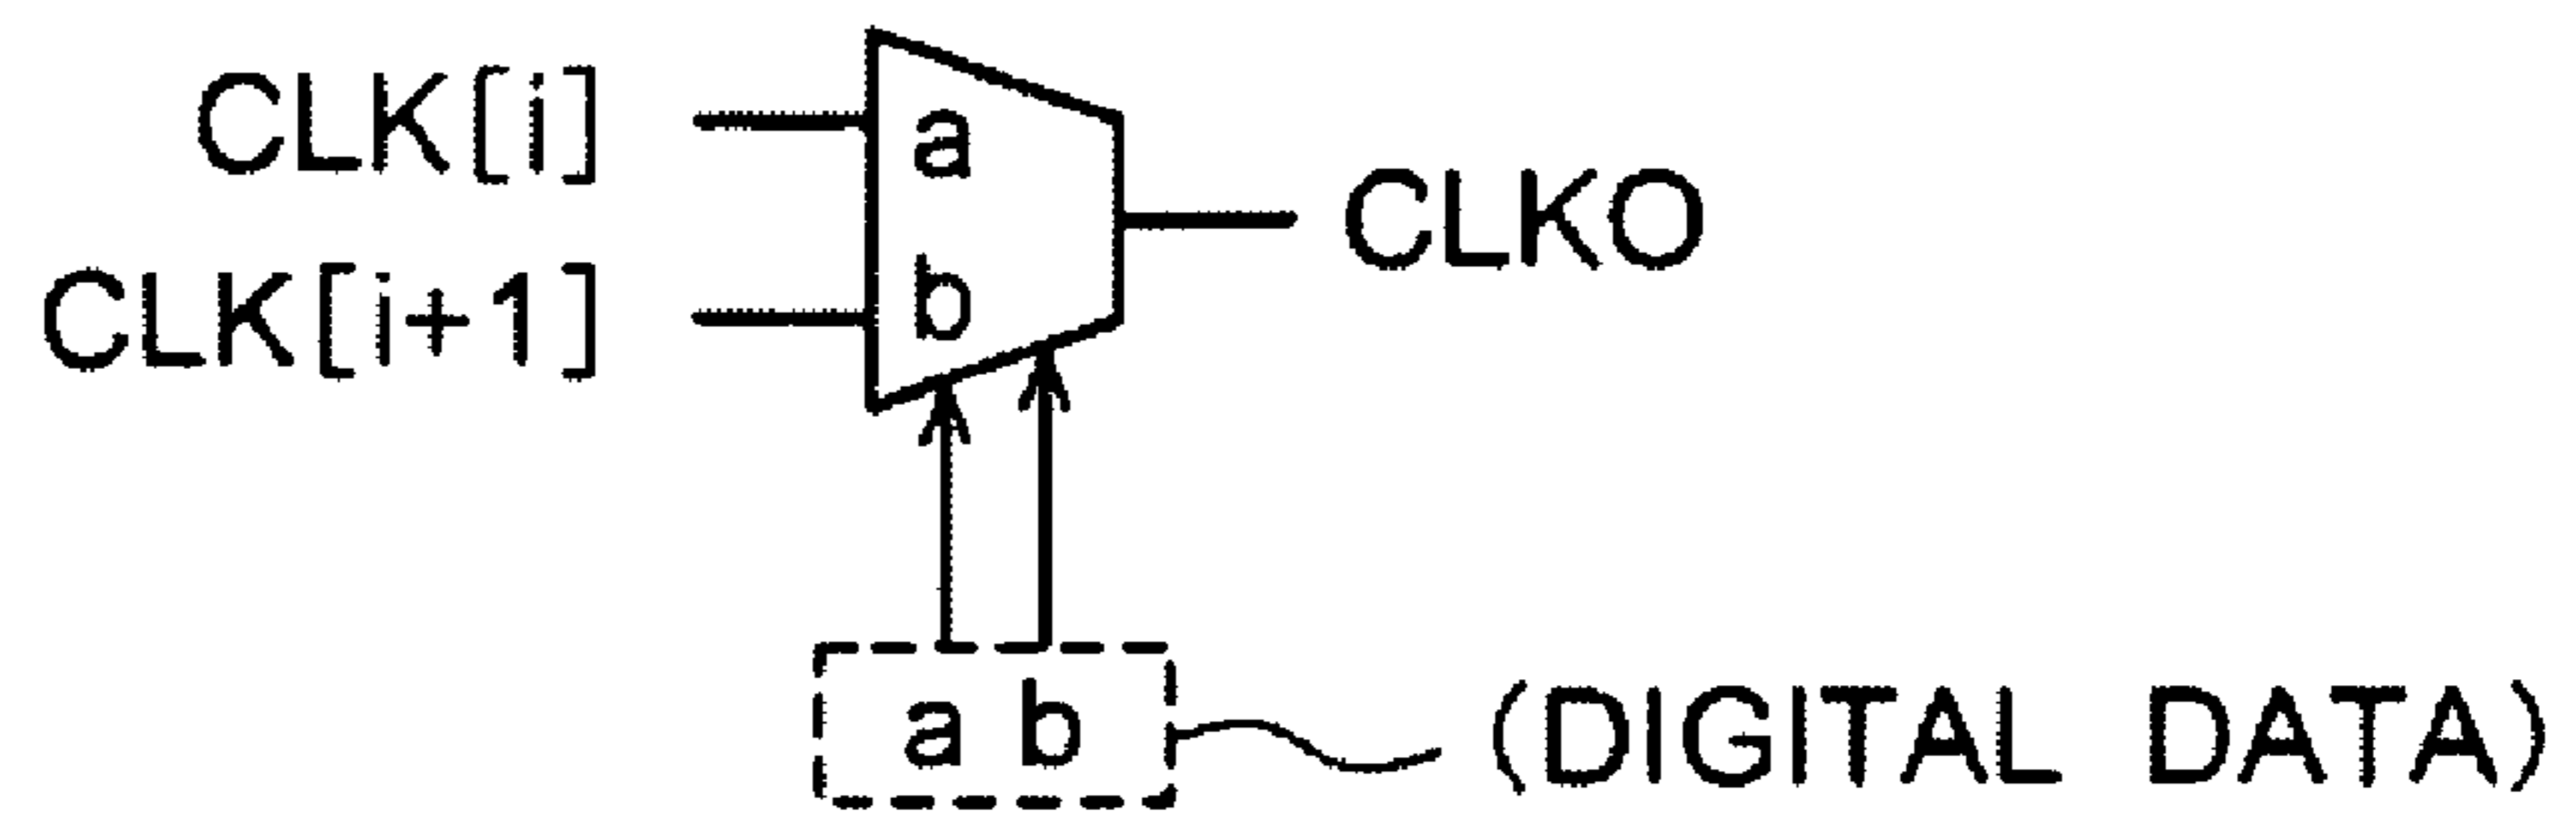 CLK[i]
a
CLKO
CLK[i+1]
b
a b
(DIGITAL DATA)